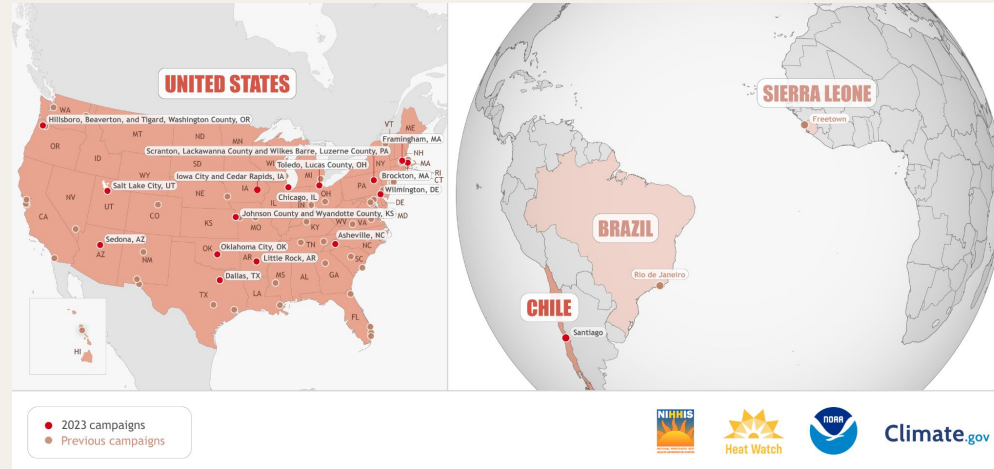 UNITED STATES
WA
Hillsboro, Beaverton, and Tigard, Washington County, OR
OR
MT
ND
MN
VT
ME
Framingham, MA
Scranton, Lackawanna County and Wilkes Barre, Luzerne County, PA
NH
ID
SD
WI
Toledo, Lucas County, OH
MI
NY
MA
RI
CT
WY
Iowa City and Cedar Rapids, IA
IA
PA
Brockton, MA
Salt Lake City, UT
NE
Chicago, IL
OH
Wilmington, DE
NV
UT
IL
IN
DE
CO
Johnson County and Wyandotte County, KS
MD
CA
KS
MO
KY
WV
VA
Asheville, NC
Sedona, AZ
OK
Oklahoma City, OK
TN
NC
AZ
NM
AR
Little Rock, AR
SC
Dallas, TX
MS
AL
GA
TX
LA
FL
HI
SIERRA LEONE
Freetown
BRAZIL
Rio de Janeiro
CHILE
Santiago
2023 campaigns
Previous campaigns
NIHHIS
Heat Watch
NOAA
Climate.gov